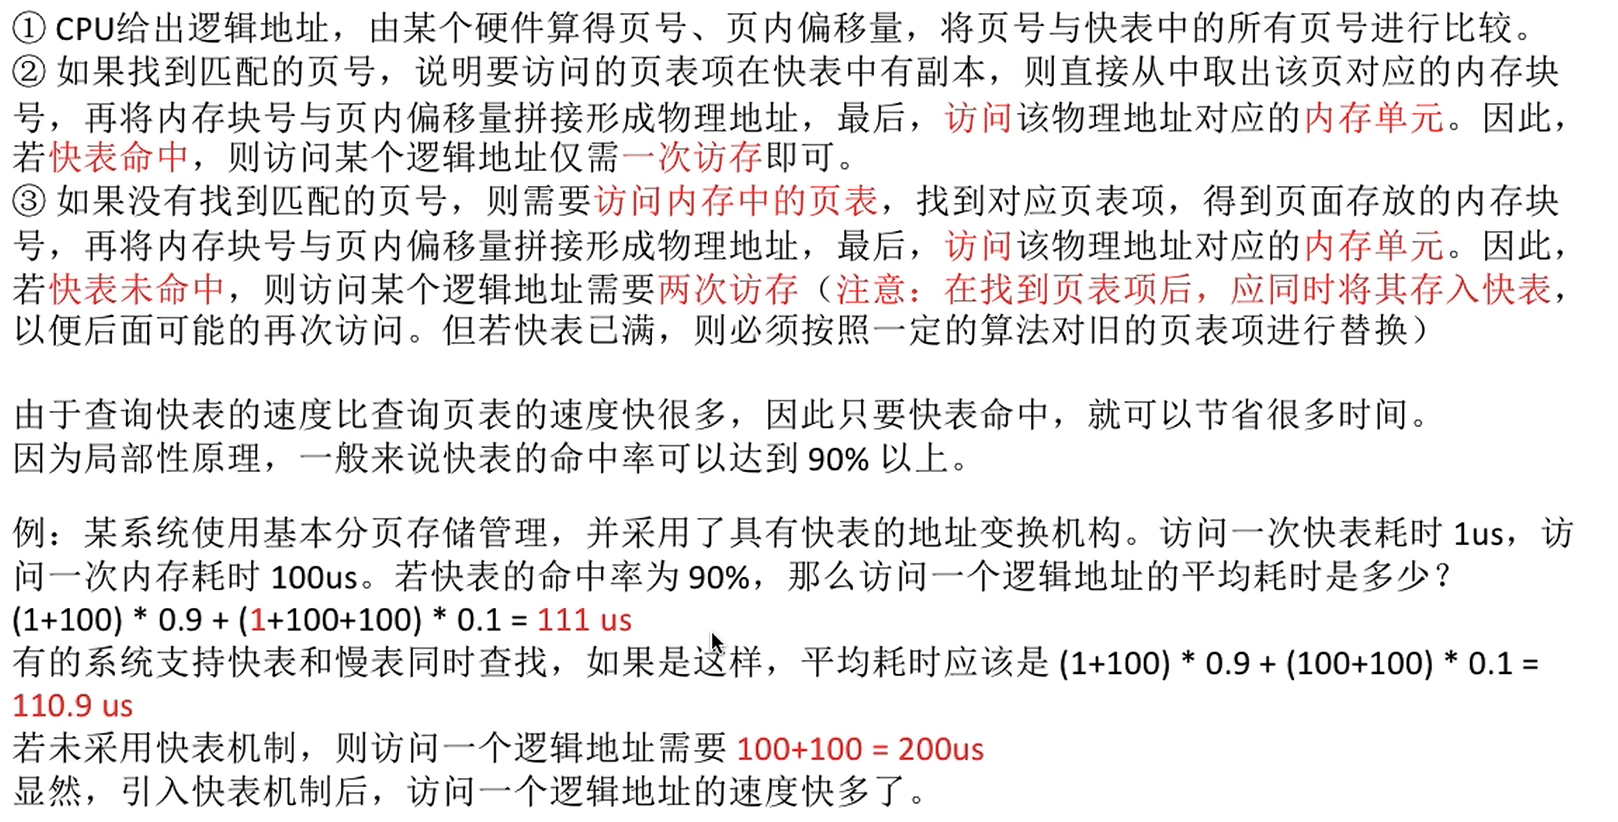 ① CPU给出逻辑地址，由某个硬件算得页号、页内偏移量，将页号与快表中的所有页号进行比较。
② 如果找到匹配的页号，说明要访问的页表项在快表中有副本，则直接从中取出该页对应的内存块
号，再将内存块号与页内偏移量拼接形成物理地址，最后，访问该物理地址对应的内存单元。因此，
若快表命中，则访问某个逻辑地址仅需一次访存即可。
③ 如果没有找到匹配的页号，则需要访问内存中的页表，找到对应页表项，得到页面存放的内存块
号，再将内存块号与页内偏移量拼接形成物理地址，最后，访问该物理地址对应的内存单元。因此，
若快表未命中，则访问某个逻辑地址需要两次访存（注意：在找到页表项后，应同时将其存入快表，
以便后面可能的再次访问。但若快表已满，则必须按照一定的算法对旧的页表项进行替换）
由于查询快表的速度比查询页表的速度快很多，因此只要快表命中，就可以节省很多时间。
因为局部性原理，一般来说快表的命中率可以达到 90% 以上。
例：某系统使用基本分页存储管理，并采用了具有快表的地址变换机构。访问一次快表耗时 1us，访
问一次内存耗时 100us。若快表的命中率为 90%，那么访问一个逻辑地址的平均耗时是多少？
(1+100) * 0.9 + (1+100+100) * 0.1 = 111 us
有的系统支持快表和慢表同时查找，如果是这样，平均耗时应该是 (1+100) * 0.9 + (100+100) * 0.1 =
110.9 us
若未采用快表机制，则访问一个逻辑地址需要 100+100 = 200us
显然，引入快表机制后，访问一个逻辑地址的速度快多了。